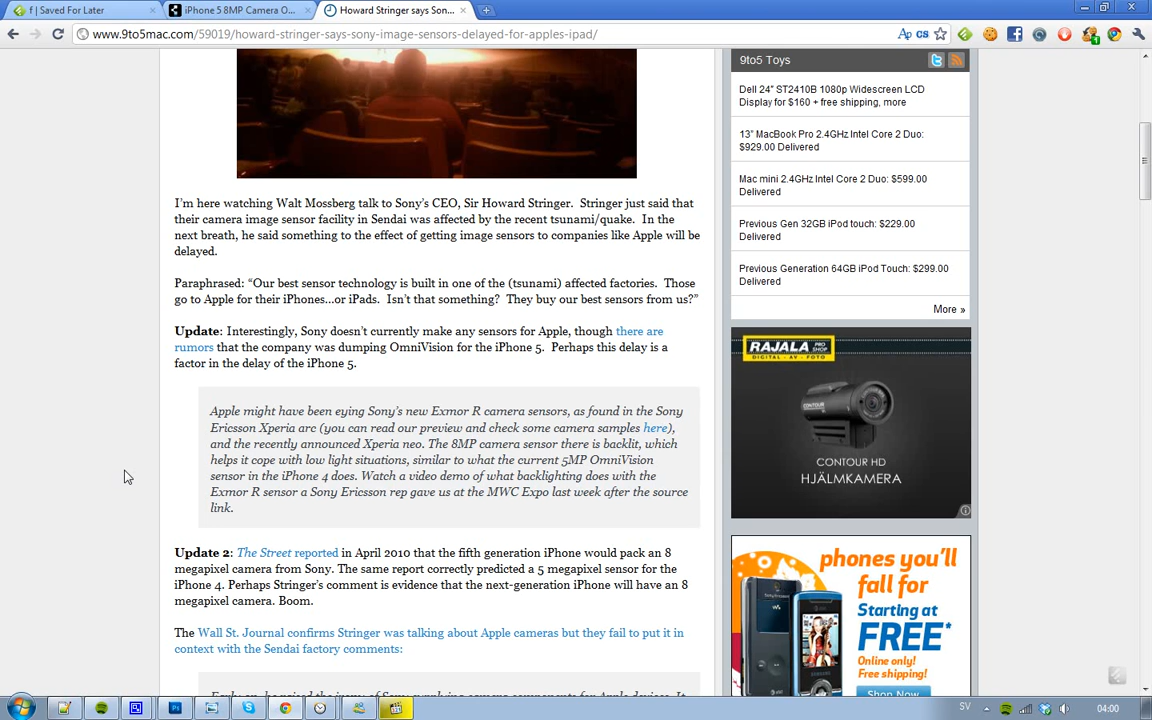 f | Saved For Later
iPhone 5 8MP Camera O...
Howard Stringer says Son...
www.9to5mac.com/59019/howard-stringer-says-sony-image-sensors-delayed-for-apples-ipad/
I'm here watching Walt Mossberg talk to Sony's CEO, Sir Howard Stringer. Stringer just said that
their camera image sensor facility in Sendai was affected by the recent tsunami/quake. In the
next breath, he said something to the effect of getting image sensors to companies like Apple will be
delayed.
Paraphrased: “Our best sensor technology is built in one of the (tsunami) affected factories. Those
go to Apple for their iPhones...or iPads. Isn't that something? They buy our best sensors from us?”
Update: Interestingly, Sony doesn't currently make any sensors for Apple, though there are
rumors that the company was dumping OmniVision for the iPhone 5. Perhaps this delay is a
factor in the delay of the iPhone 5.
Apple might have been eying Sony's new Exmor R camera sensors, as found in the Sony
Ericsson Xperia arc (you can read our preview and check some camera samples here),
and the recently announced Xperia neo. The 8MP camera sensor there is backlit, which
helps it cope with low light situations, similar to what the current 5MP OmniVision
sensor in the iPhone 4 does. Watch a video demo of what backlighting does with the
Exmor R sensor a Sony Ericsson rep gave us at the MWC Expo last week after the source
link.
Update 2: The Street reported in April 2010 that the fifth generation iPhone would pack an 8
megapixel camera from Sony. The same report correctly predicted a 5 megapixel sensor for the
iPhone 4. Perhaps Stringer's comment is evidence that the next-generation iPhone will have an 8
megapixel camera. Boom.
The Wall St. Journal confirms Stringer was talking about Apple cameras but they fail to put it in
context with the Sendai factory comments:
9to5 Toys
Dell 24" ST2410B 1080p Widescreen LCD
Display for $160 + free shipping, more
13" MacBook Pro 2.4GHz Intel Core 2 Duo:
$929.00 Delivered
Mac mini 2.4GHz Intel Core 2 Duo: $599.00
Delivered
Previous Gen 32GB iPod touch: $229.00
Delivered
Previous Generation 64GB iPod Touch: $299.00
Delivered
More »
RAJALA PRO SHOP
DIGITAL - AV - FOTO
CONTOUR HD
HJÄLMKAMERA
phones you'll
fall for
Starting at
FREE*
Online only!
Free shipping!
Shop Now
SV
04:00